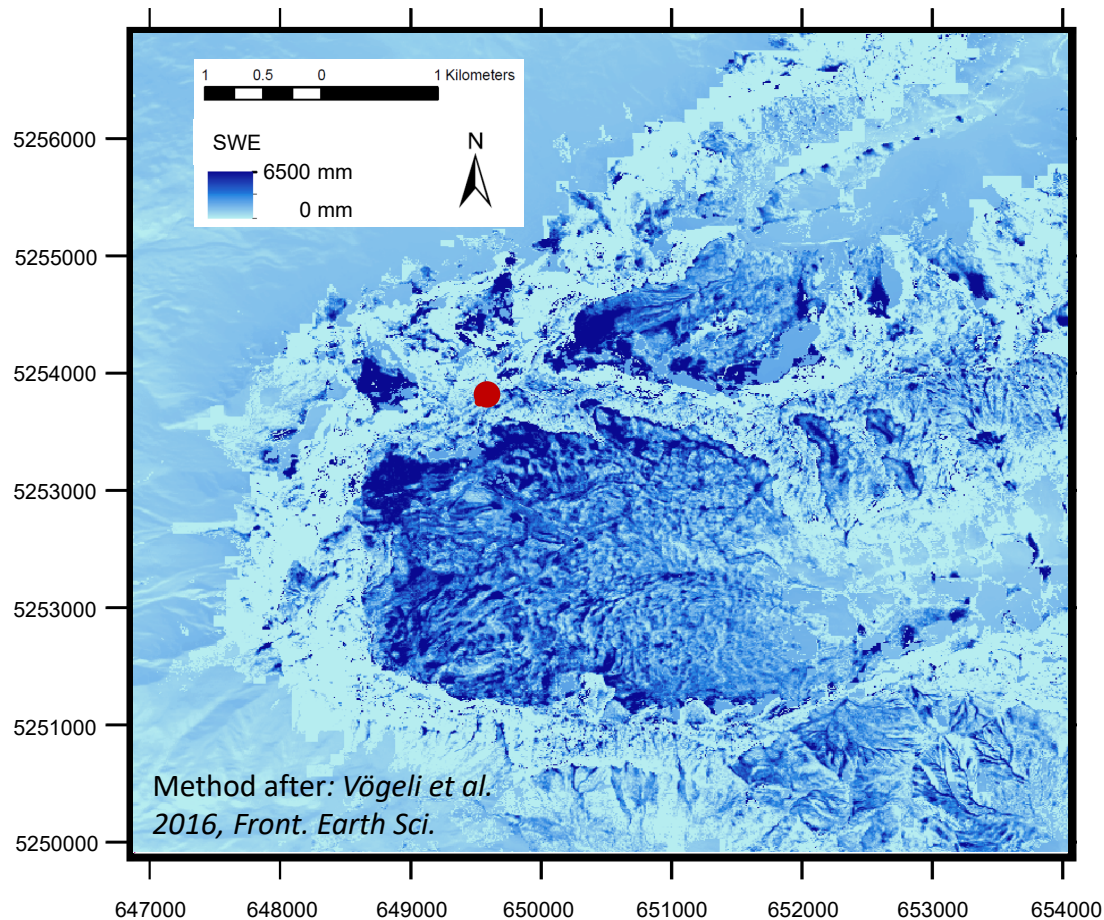 1 0.5 0 1 Kilometers
SWE
6500 mm
0 mm
N
5256000
5255000
5254000
5253000
5253000
5251000
5250000
Method after: Vögeli et al.
2016, Front. Earth Sci.
647000 648000 649000 650000 651000 652000 653000 654000